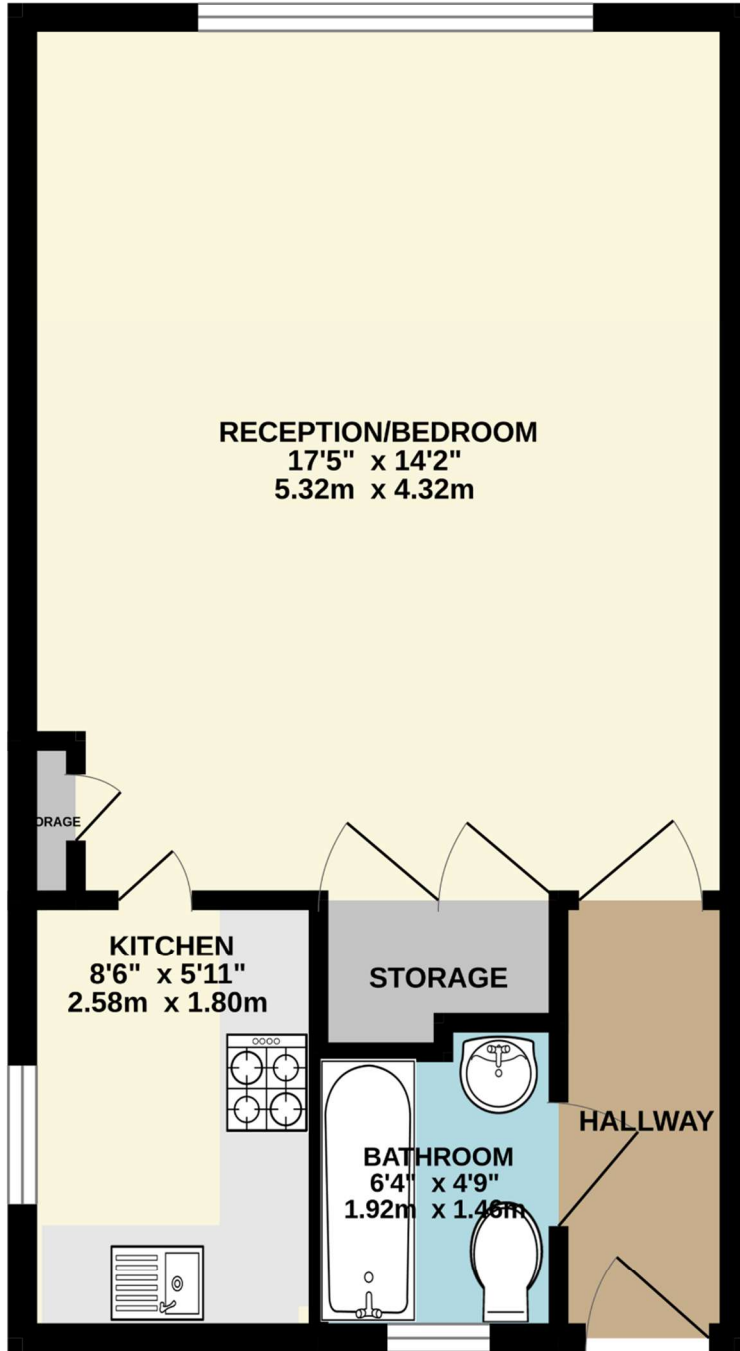 RECEPTION/BEDROOM
17'5" x 14'2"
5.32m x 4.32m
ORAGE
KITCHEN
8'6" x 5'11"
2.58m x 1.80m
STORAGE
HALLWAY
BATHROOM
6'4" x 4'9"
1.92m x 1.46m